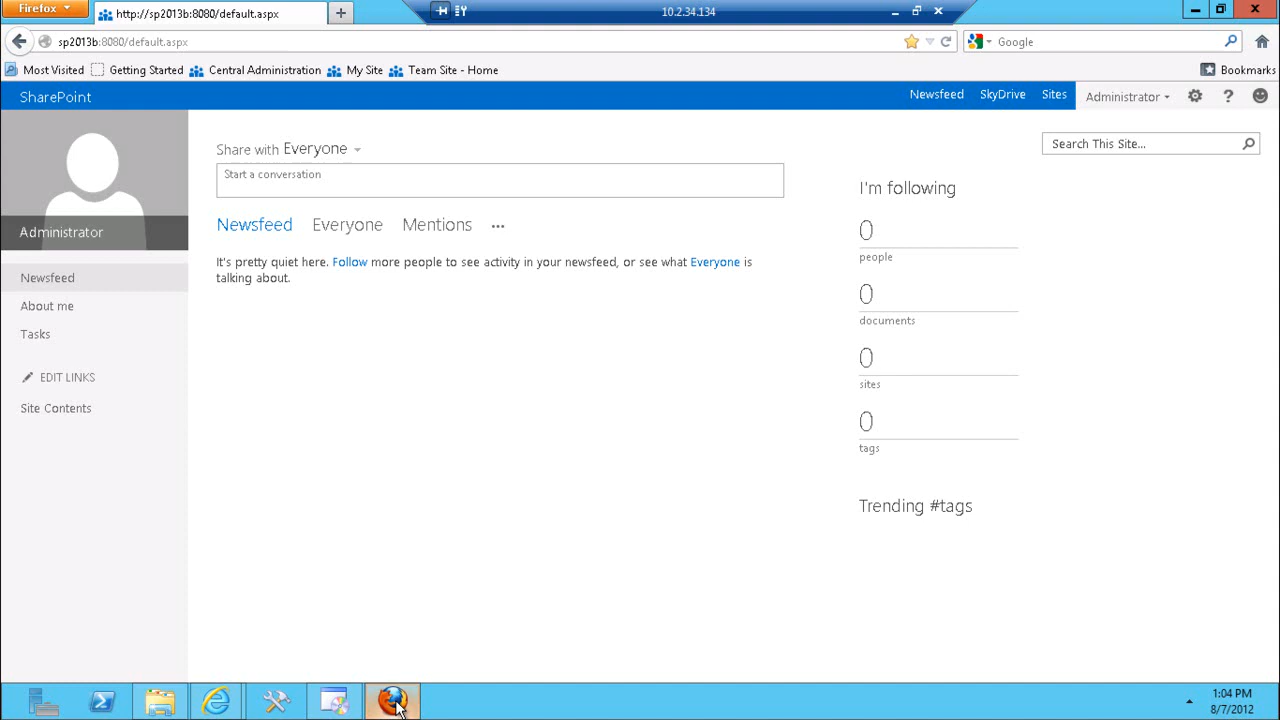 Firefox
http://sp2013b:8080/default.aspx
10.2.34.134
sp2013b:8080/default.aspx
Google
Most Visited
Getting Started
Central Administration
My Site
Team Site - Home
Bookmarks
SharePoint
Newsfeed
SkyDrive
Sites
Administrator
?
Share with Everyone
Search This Site...
Start a conversation
I'm following
Administrator
Newsfeed
Everyone
Mentions
...
0
people
It's pretty quiet here. Follow more people to see activity in your newsfeed, or see what Everyone is
talking about.
Newsfeed
About me
Tasks
EDIT LINKS
Site Contents
0
documents
0
sites
0
tags
Trending #tags
1:04 PM
8/7/2012